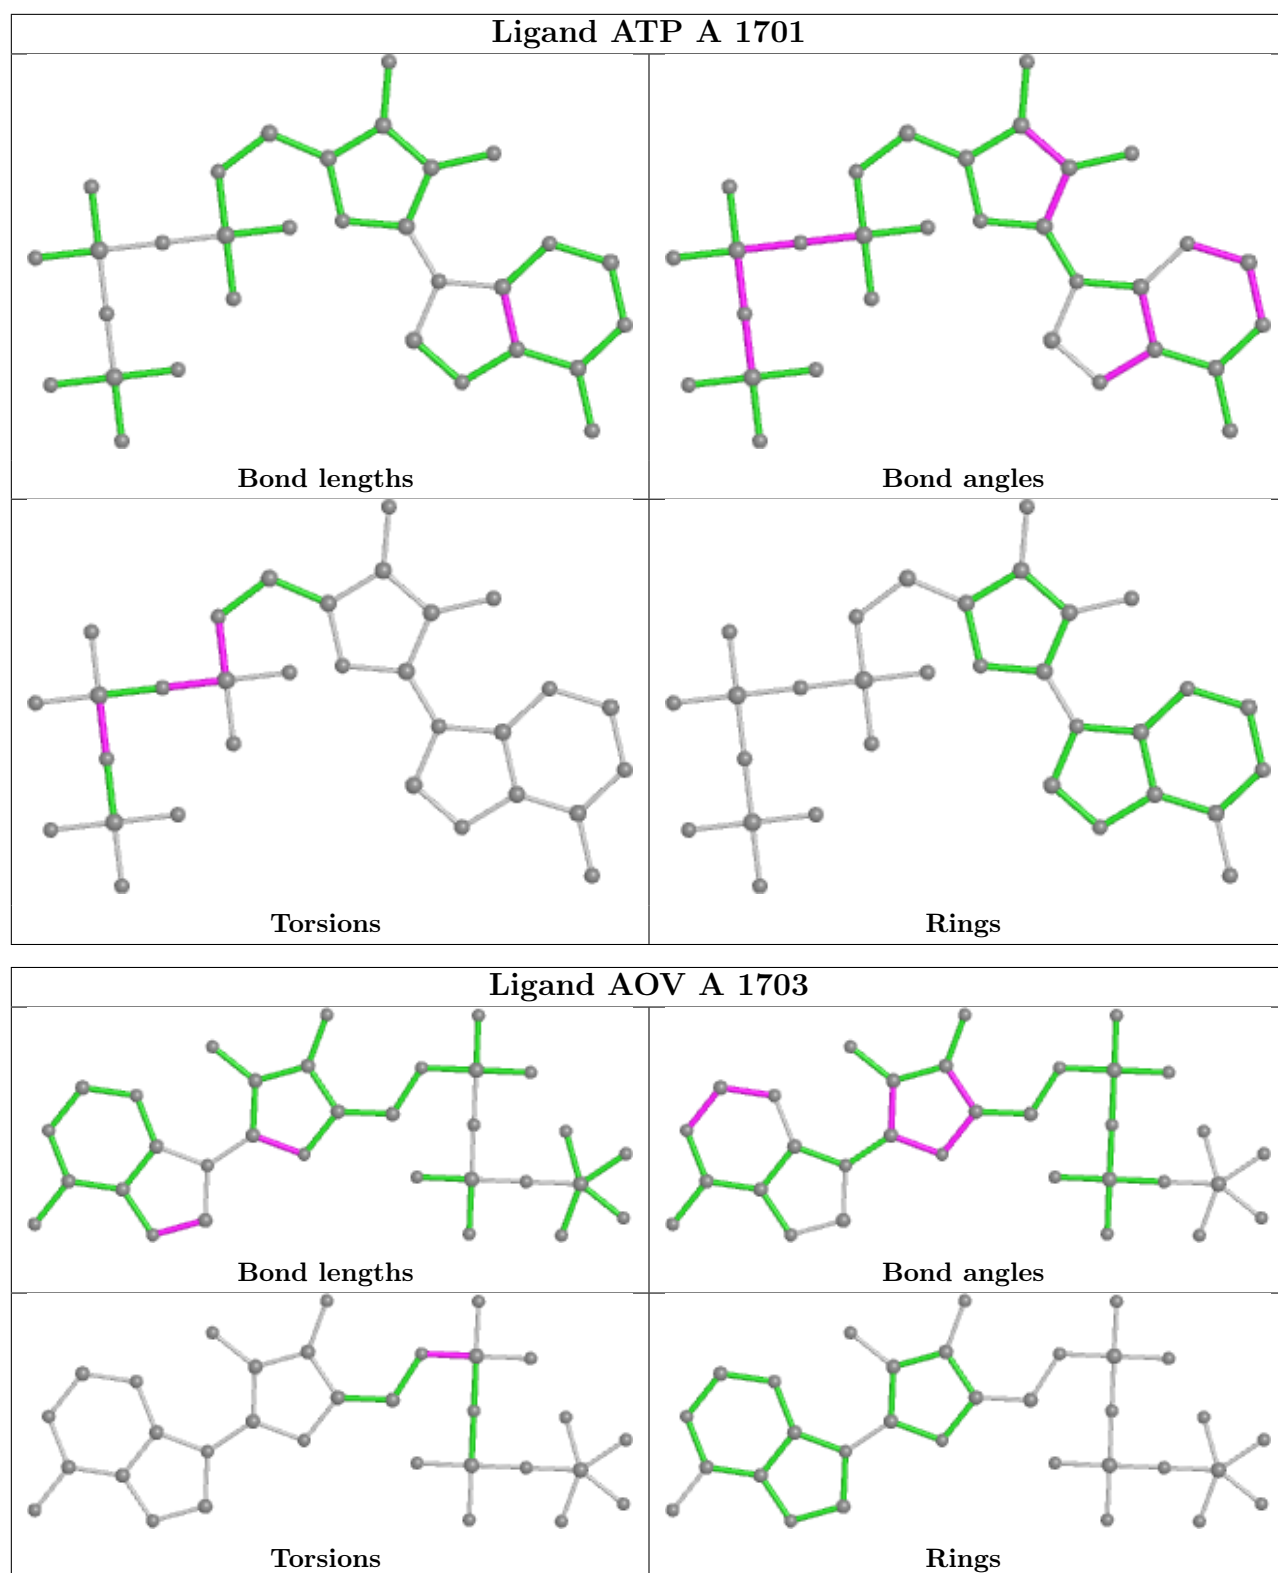 Ligand ATP A 1701
Bond lengths
Bond angles
Torsions
Rings
Ligand AOV A 1703
Bond lengths
Bond angles
Torsions
Rings